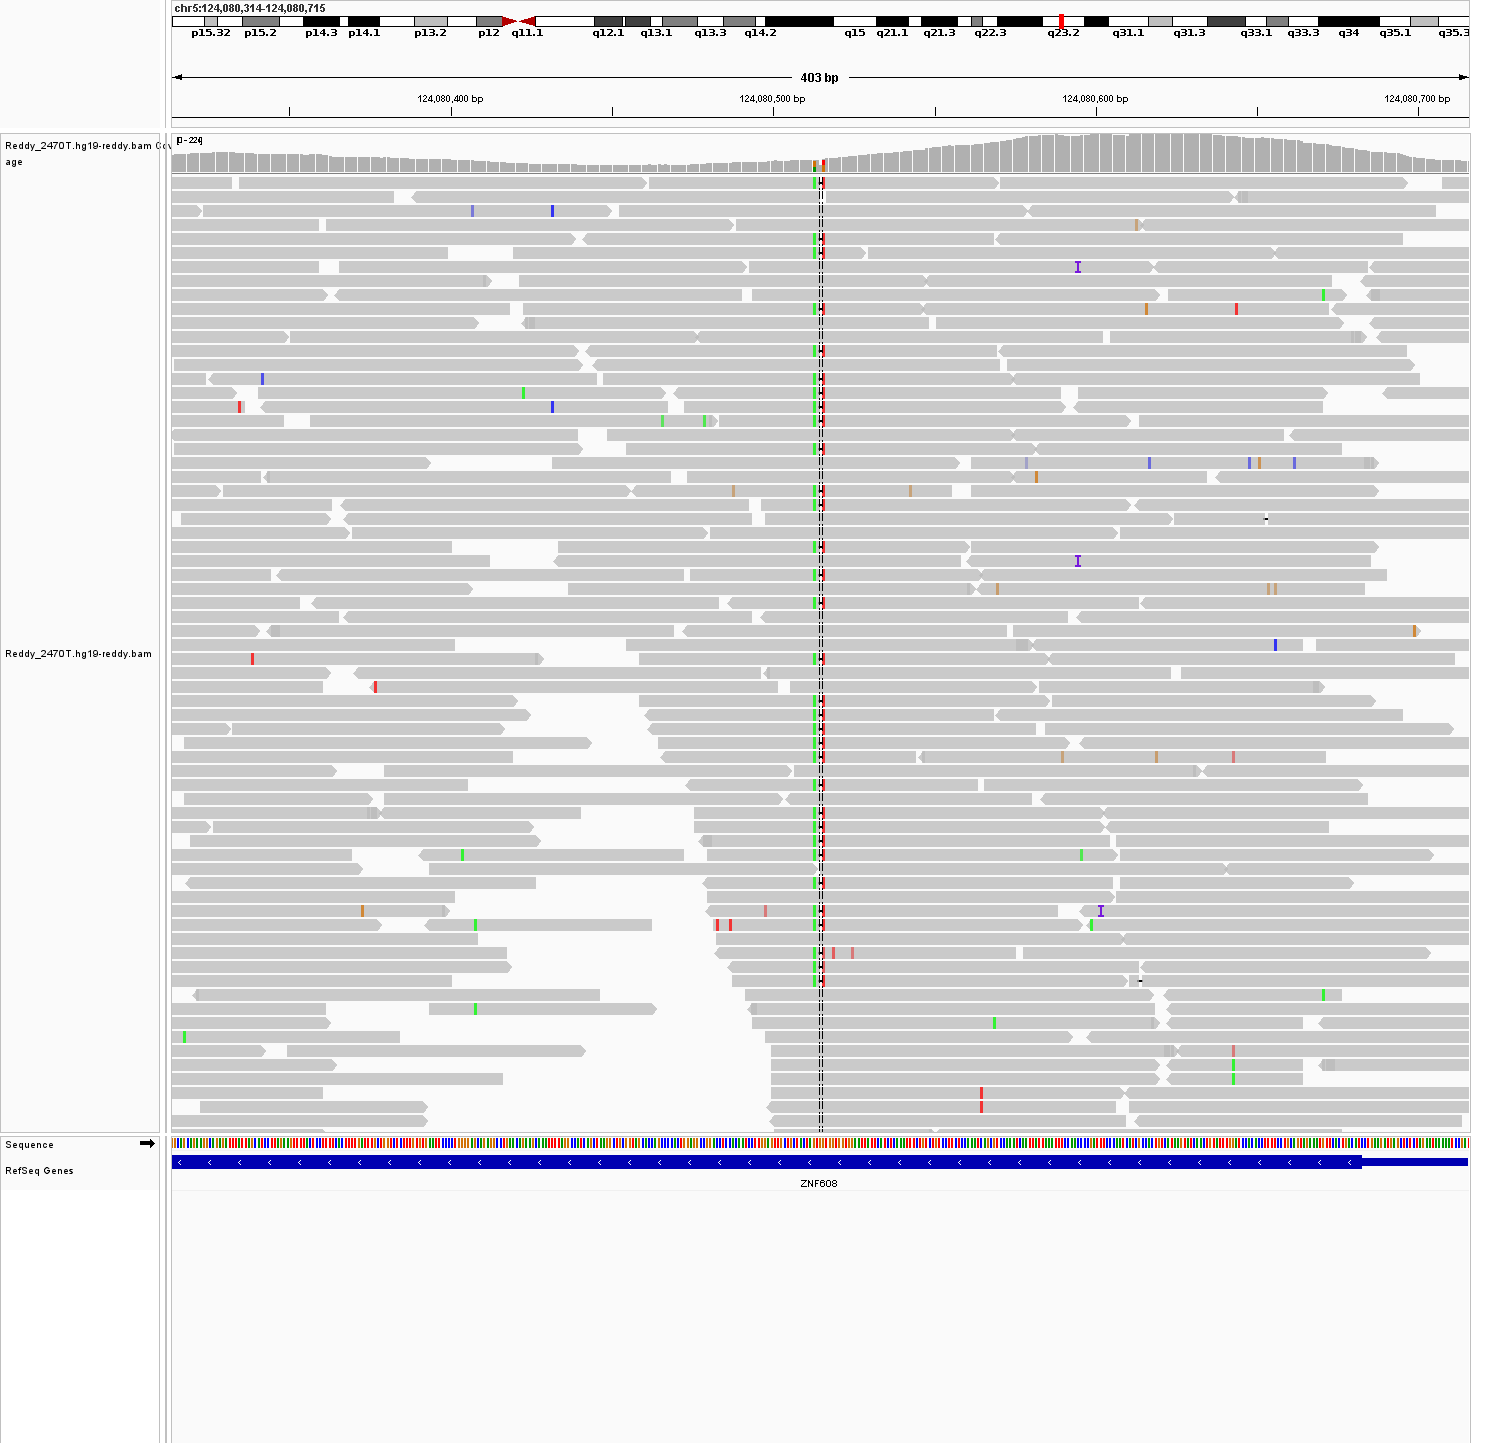 chr5:124,080,314-124,080,715
p15.32 p15.2 p14.3 p14.1 p13.2 p12 q11.1 q12.1 q13.1 q13.3 q14.2 q15 q21.1 q21.3 q22.3 q23.2 q31.1 q31.3 q33.1 q33.3 q34 q35.1 q35.3
403 bp
124,080,400 bp 124,080,500 bp 124,080,600 bp 124,080,700 bp
[0 - 224]
Reddy_2470T.hg19-reddy.bam Cov
age
Reddy_2470T.hg19-reddy.bam
Sequence
RefSeq Genes
ZNF608